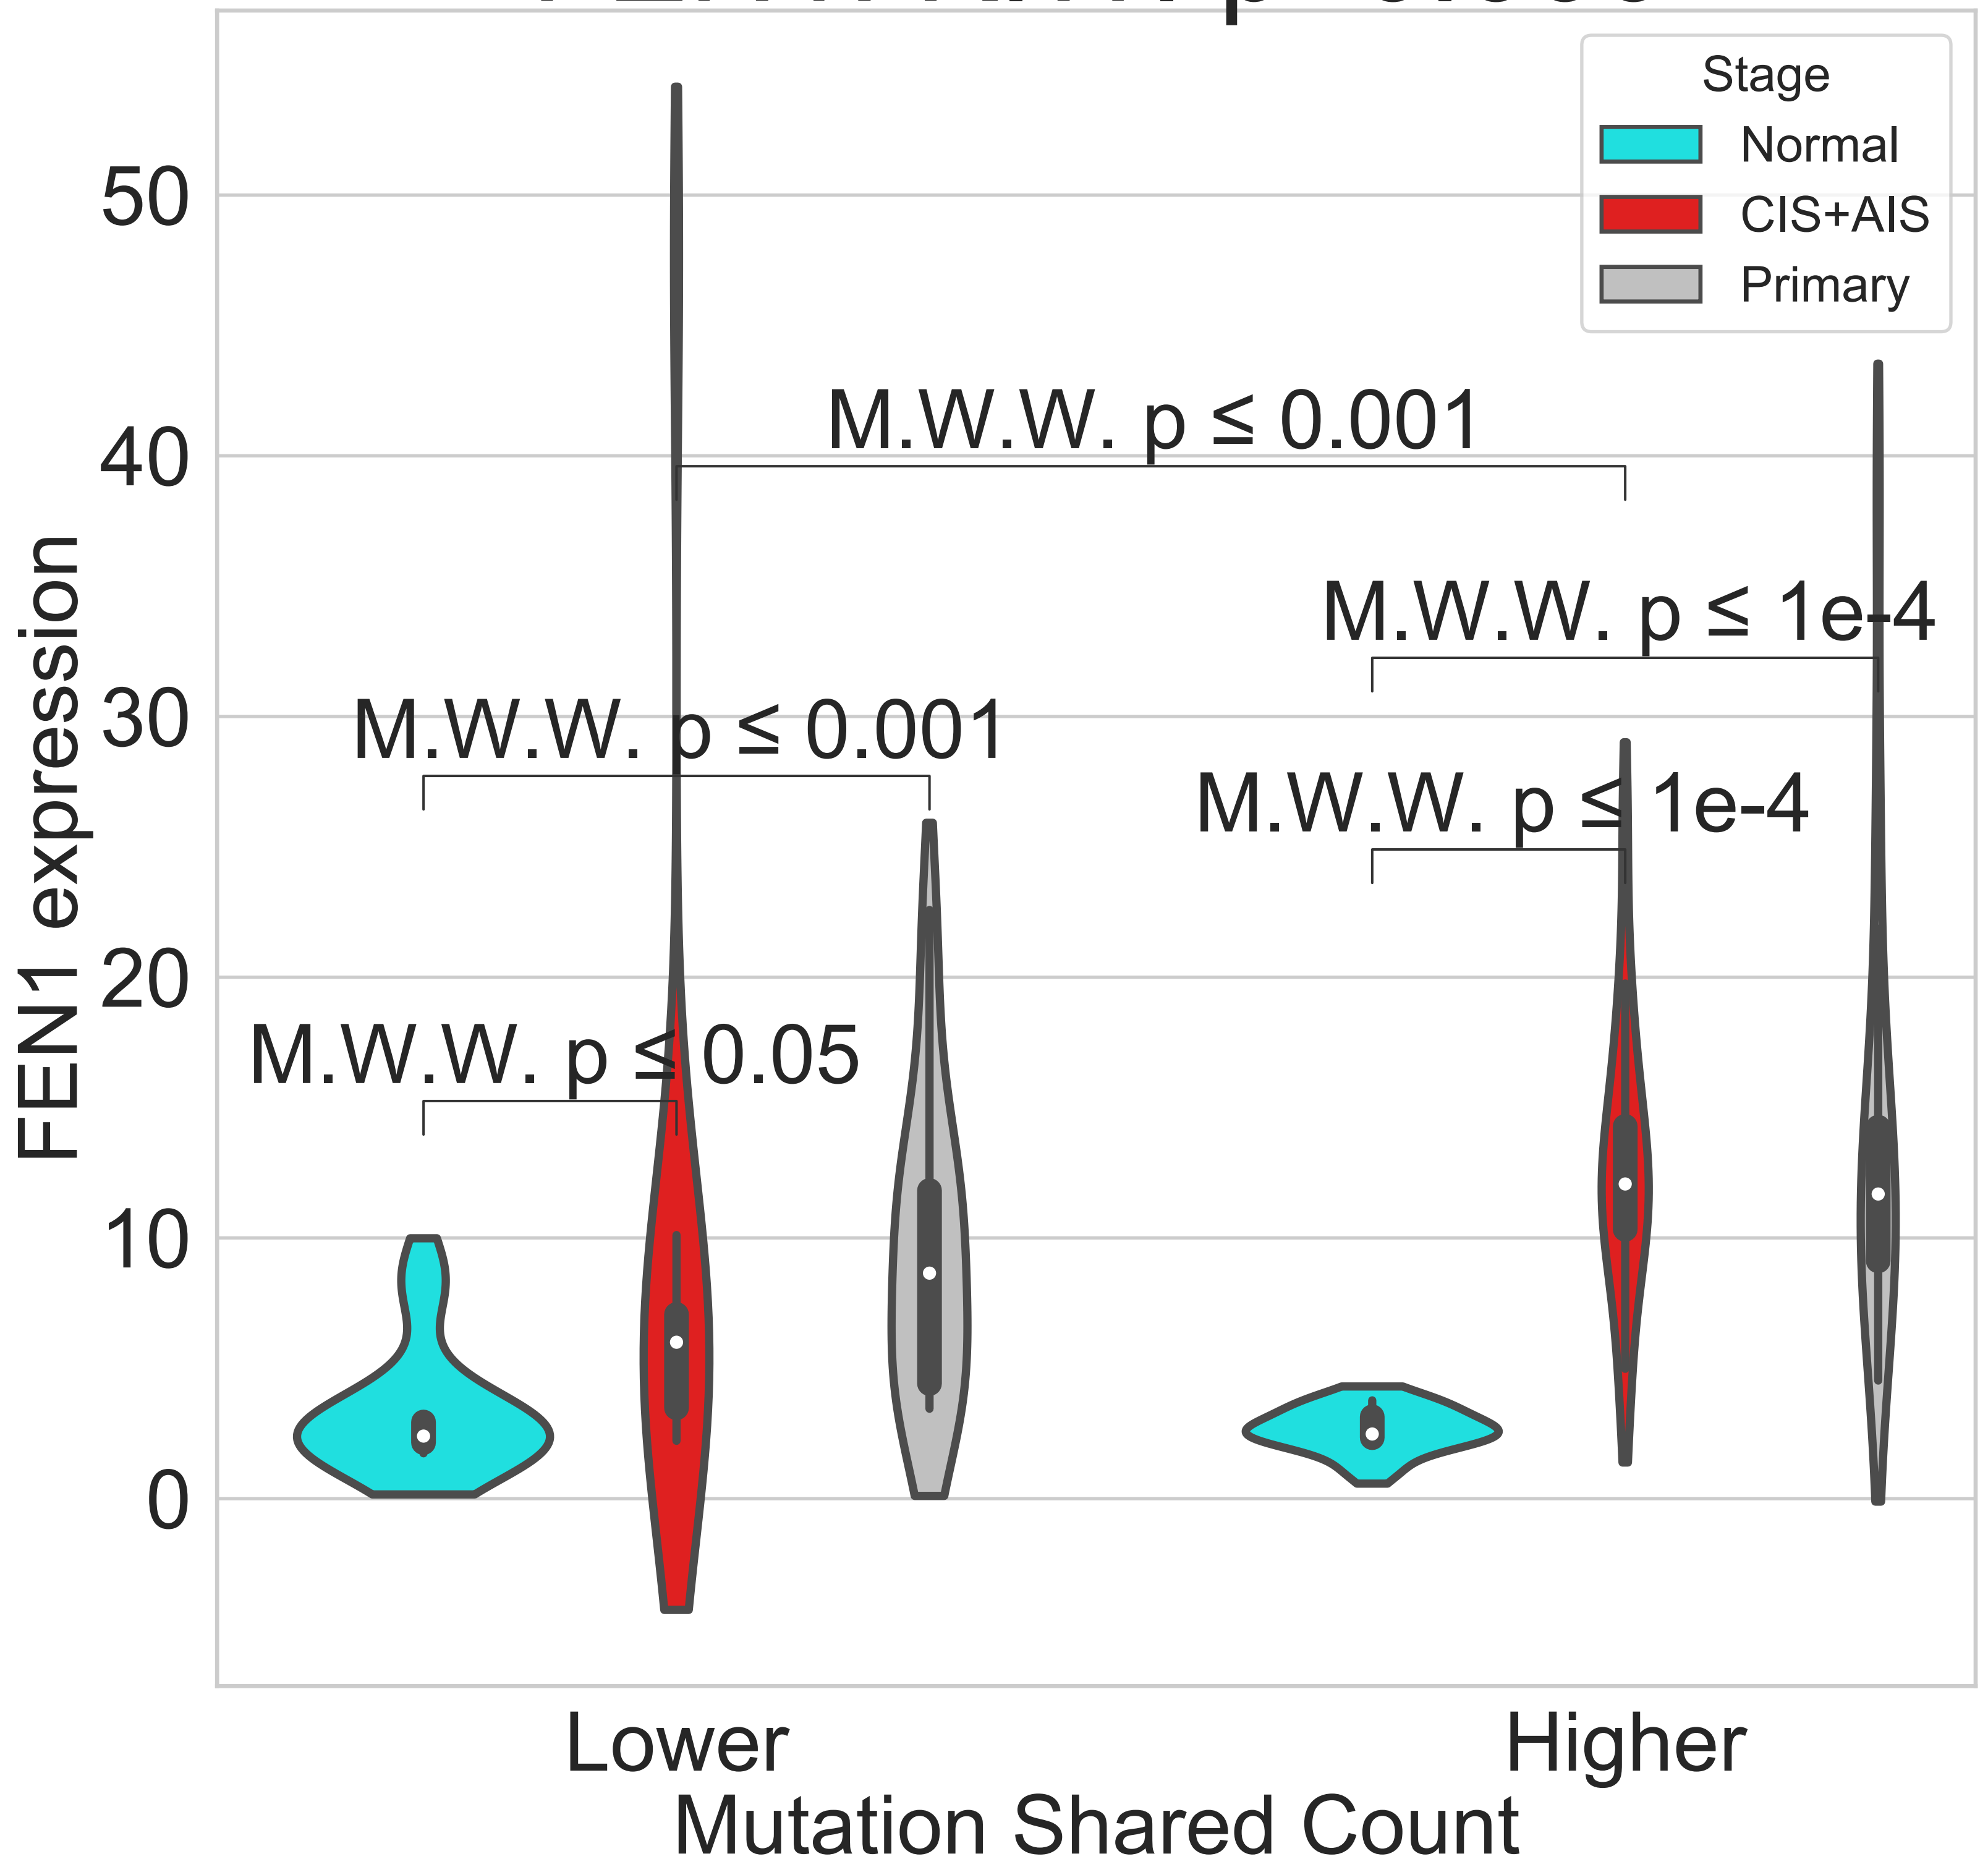 Stage
Normal
CIS+AIS
Primary
50
40
30
20
10
0
FEN1 expression
M.W.W. p ≤ 0.001
M.W.W. p ≤ 1e-4
M.W.W. p ≤ 0.001
M.W.W. p ≤ 1e-4
M.W.W. p ≤ 0.05
Lower
Higher
Mutation Shared Count